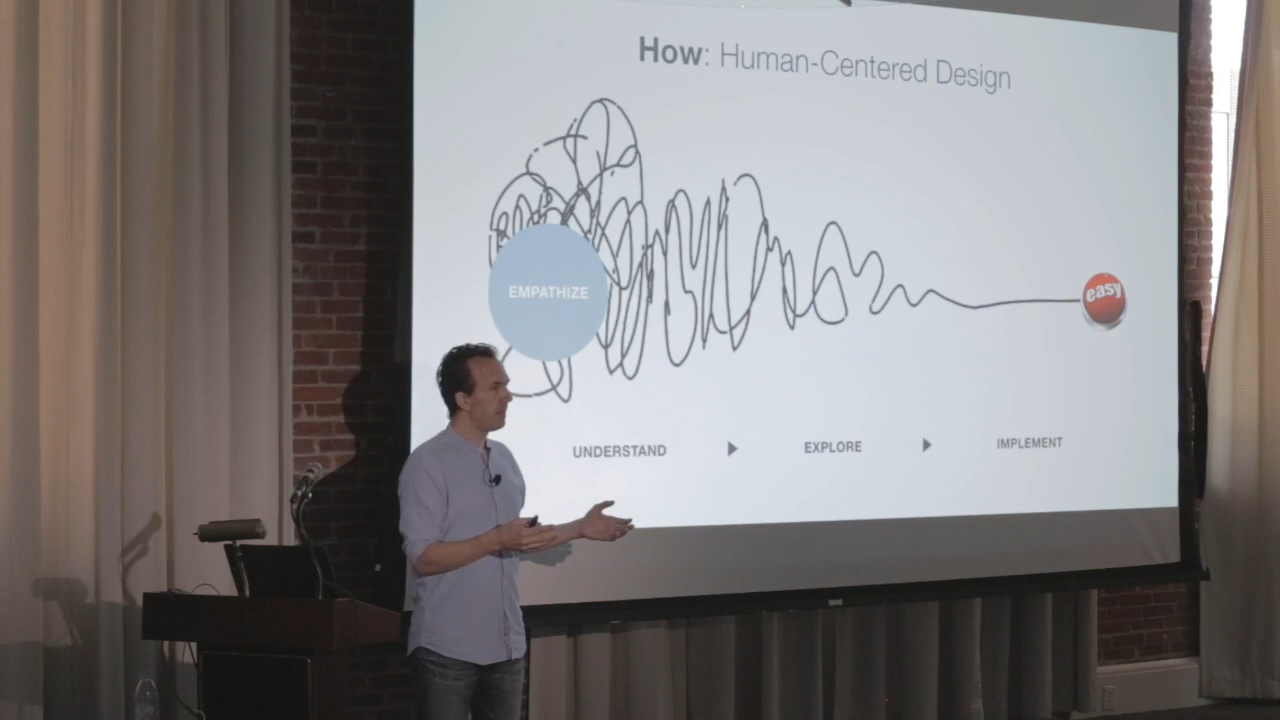 How: Human-Centered Design
EMPATHIZE
easy
UNDERSTAND
EXPLORE
IMPLEMENT